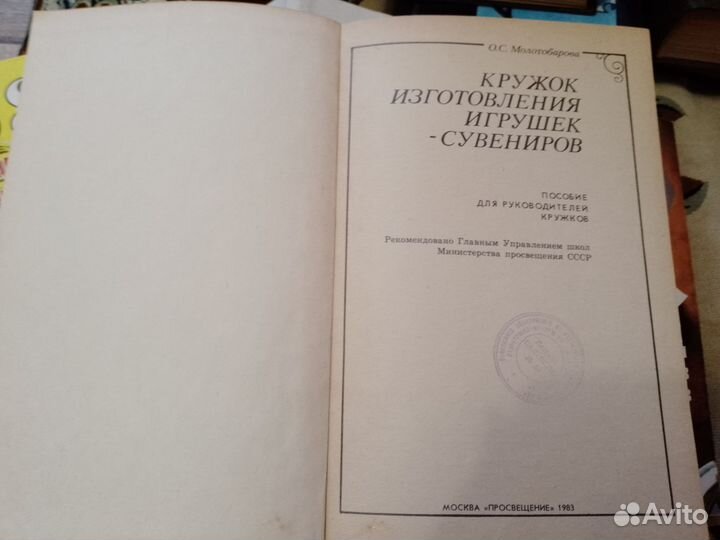 О.С. Молотобарова
КРУЖОК
ИЗГОТОВЛЕНИЯ
ИГРУШЕК
-СУВЕНИРОВ
ПОСОБИЕ
ДЛЯ РУКОВОДИТЕЛЕЙ
КРУЖКОВ
Рекомендовано Главным Управлением школ
Министерства просвещения СССР
МОСКВА «ПРОСВЕЩЕНИЕ» 1983
Avito